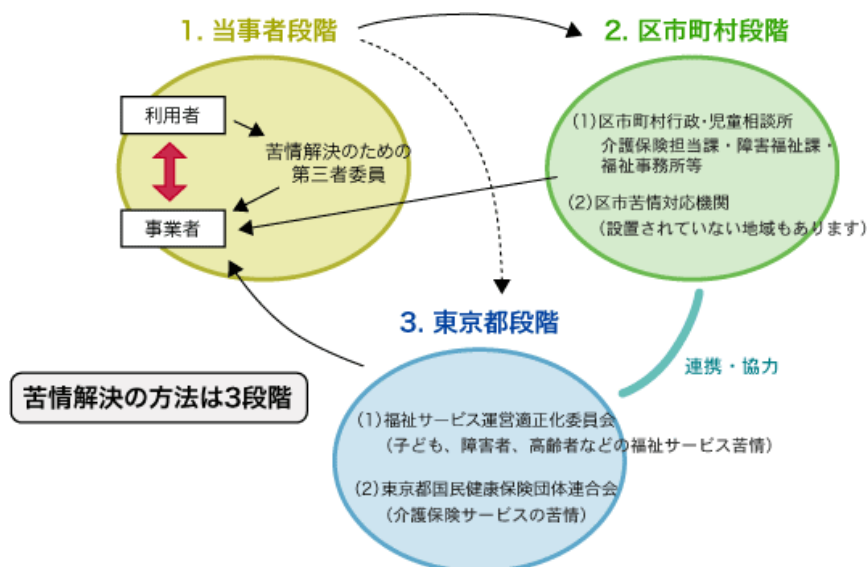 1. 当事者段階
利用者
苦情解決のための
第三者委員
事業者
2. 区市町村段階
(1)区市町村行政・児童相談所
介護保険担当課・障害福祉課・
福祉事務所等
(2)区市苦情対応機関
(設置されていない地域もあります)
3. 東京都段階
連携・協力
苦情解決の方法は3段階
(1)福祉サービス運営適正化委員会
(子ども、障害者、高齢者などの福祉サービス苦情)
(2)東京都国民健康保険団体連合会
(介護保険サービスの苦情)